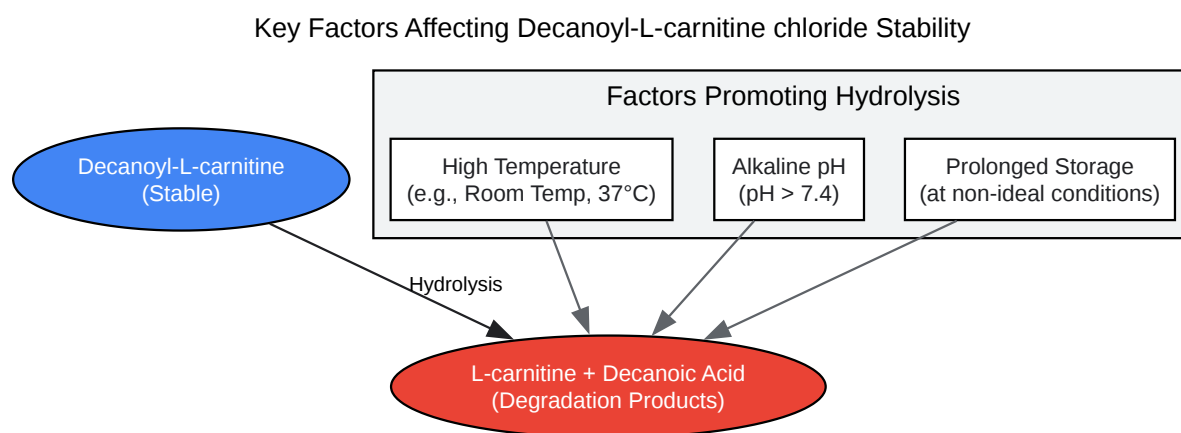 Key Factors Affecting Decanoyl-L-carnitine chloride Stability
Factors Promoting Hydrolysis
Decanoyl-L-carnitine
(Stable)
High Temperature
(e.g., Room Temp, 37°C)
Alkaline pH
(pH > 7.4)
Prolonged Storage
(at non-ideal conditions)
Hydrolysis
L-carnitine + Decanoic Acid
(Degradation Products)